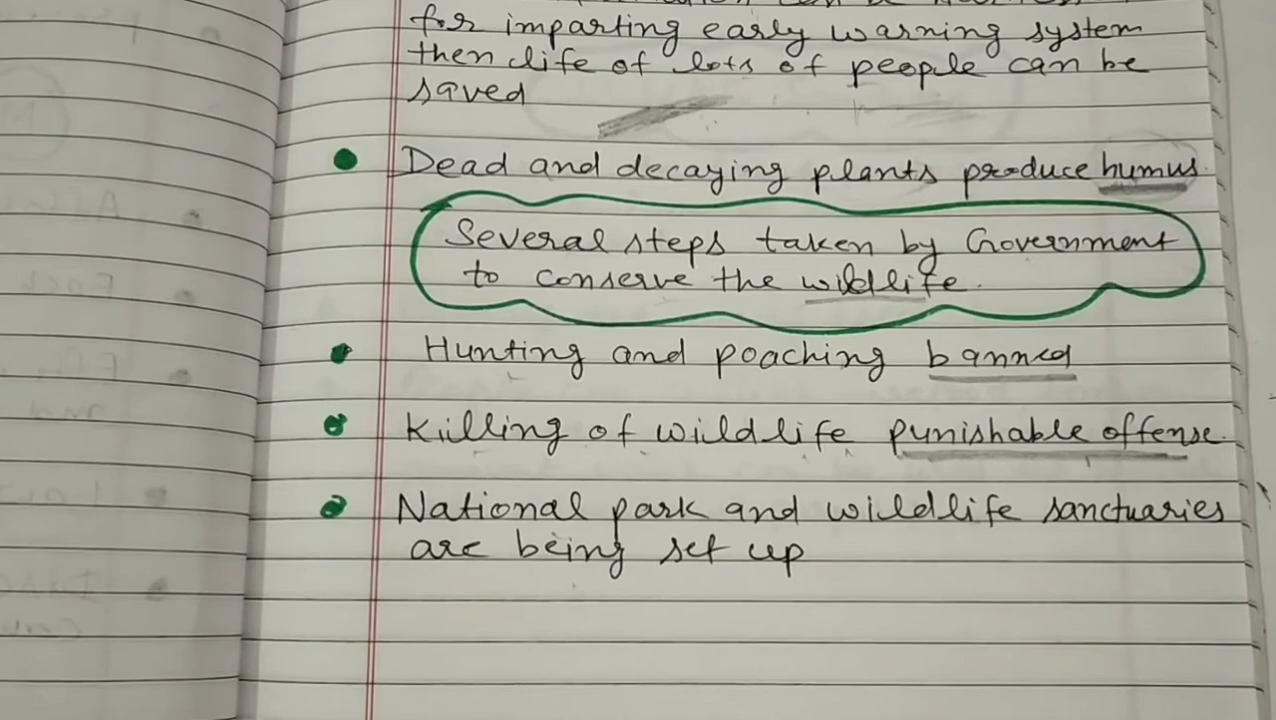 for imparting early warning system
then life of lots of people can be
saved
Dead and decaying plants produce humus.
Several steps taken by Government
to conserve the wildlife.
Hunting and poaching banned
Killing of wildlife punishable offense.
National park and wildlife sanctuaries
are being set up